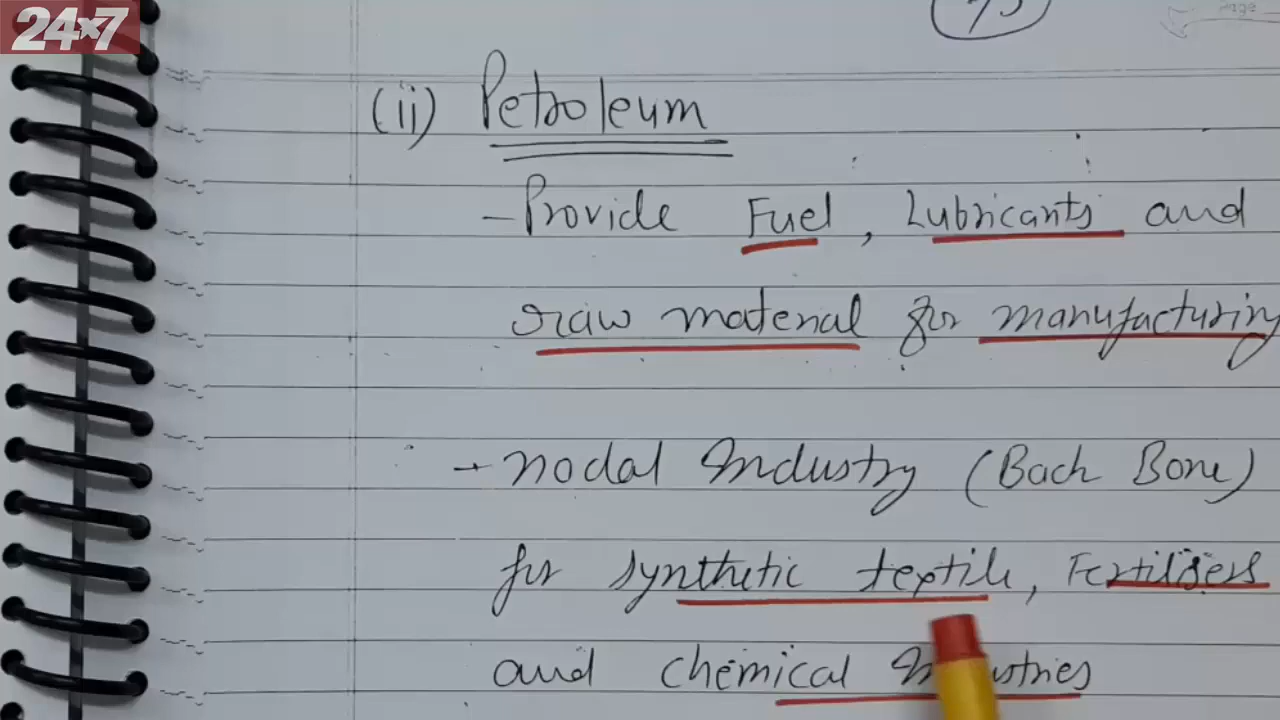 24x7
(ii) Petroleum
- Provide Fuel, Lubricants and
raw material for manufacturing
- nodal Industry (Back Bone)
for synthetic textile, Fertilisers
and chemical Industries